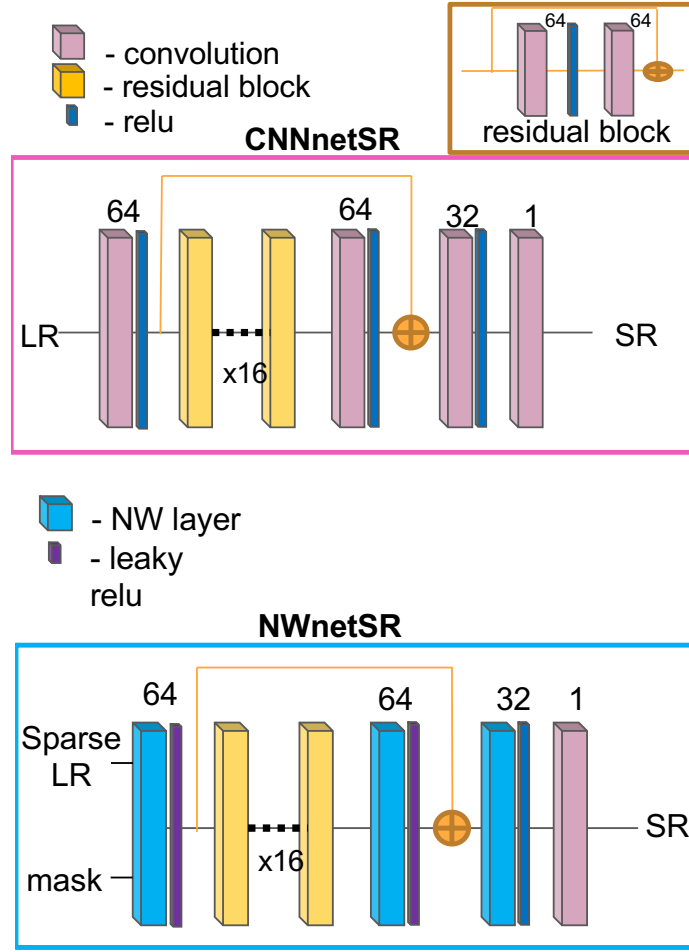 - convolution
- residual block
- relu
64
64
residual block
CNNnetSR
64
64
32
1
LR
SR
x16
- NW layer
- leaky
relu
NWnetSR
64
64
32
1
Sparse
LR
SR
x16
mask